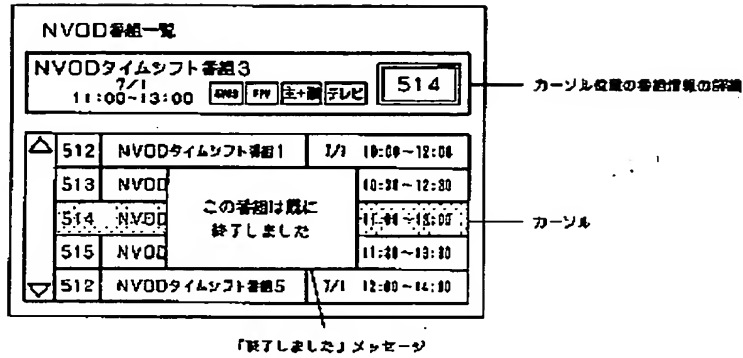 NVOD番組一覧
NVODタイムシフト番組3
7/1
11:00~13:00 PPV 主+副 テレビ
514
カーソル位置の番組情報の詳細
512 NVODタイムシフト番組1 7/1 10:00~12:00
513 NVOD 10:30~12:30
514 NVOD 11:00~13:00
515 NVOD 11:30~13:30
512 NVODタイムシフト番組5 7/1 12:00~14:00
この番組は既に
終了しました
カーソル
「終了しました」メッセージ